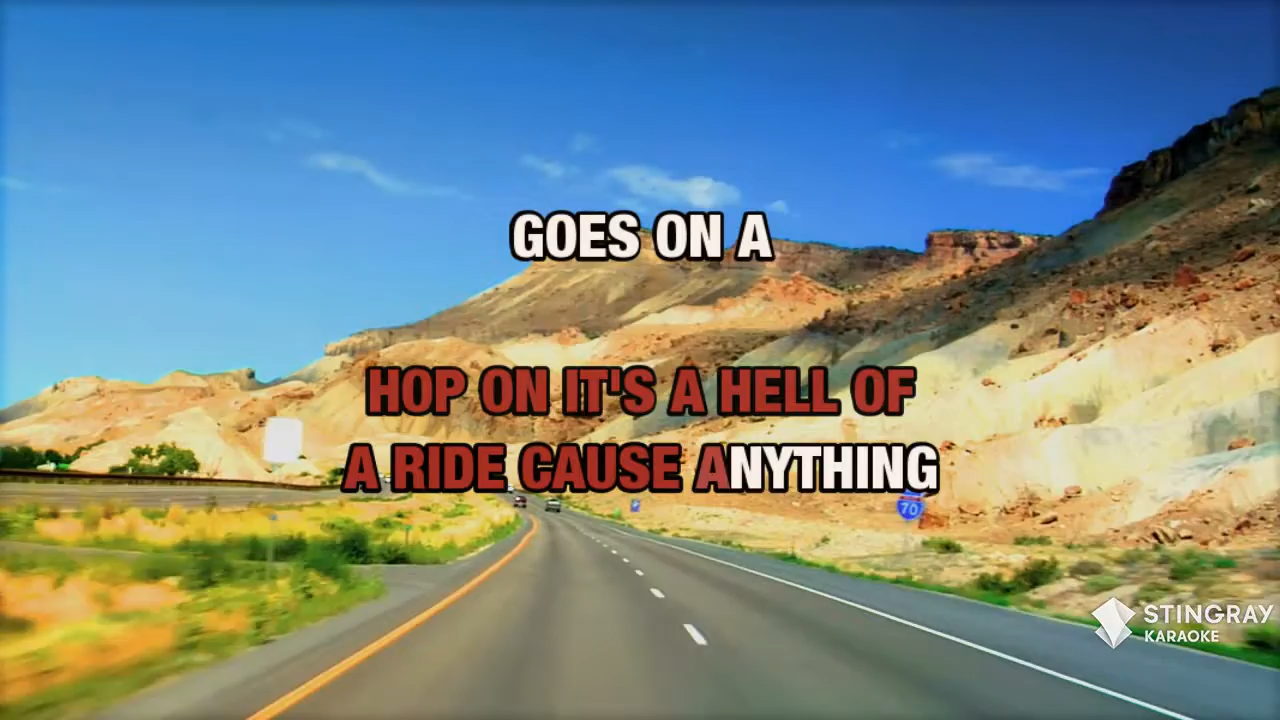 GOES ON A
HOP ON IT'S A HELL OF
A RIDE CAUSE ANYTHING
70
STINGRAY
KARAOKE